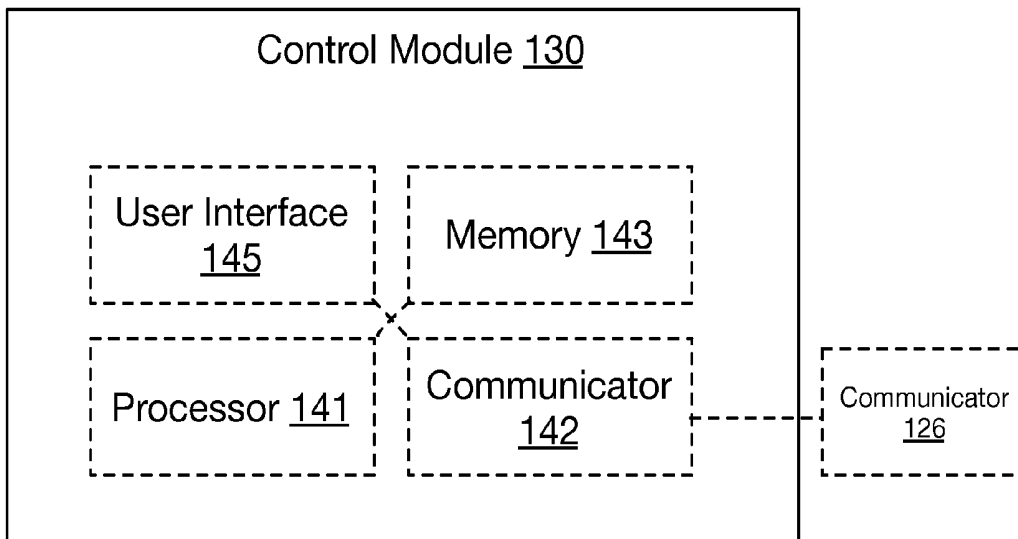 Control Module 130
User Interface
145
Memory 143
Processor 141
Communicator
142
Communicator
126